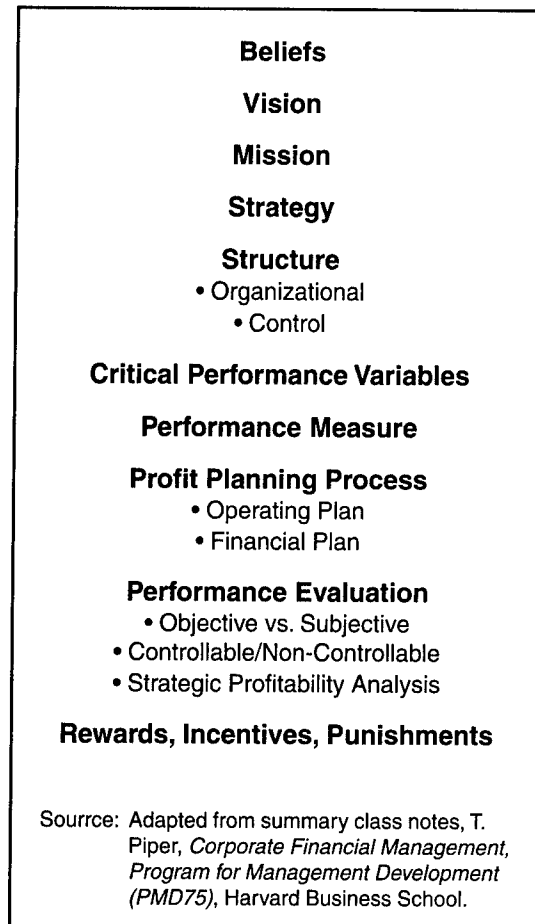 Beliefs
Vision
Mission
Strategy
Structure
• Organizational
• Control
Critical Performance Variables
Performance Measure
Profit Planning Process
• Operating Plan
• Financial Plan
Performance Evaluation
• Objective vs. Subjective
• Controllable/Non-Controllable
• Strategic Profitability Analysis
Rewards, Incentives, Punishments
Sourrce: Adapted from summary class notes, T.
Piper, Corporate Financial Management,
Program for Management Development
(PMD75), Harvard Business School.